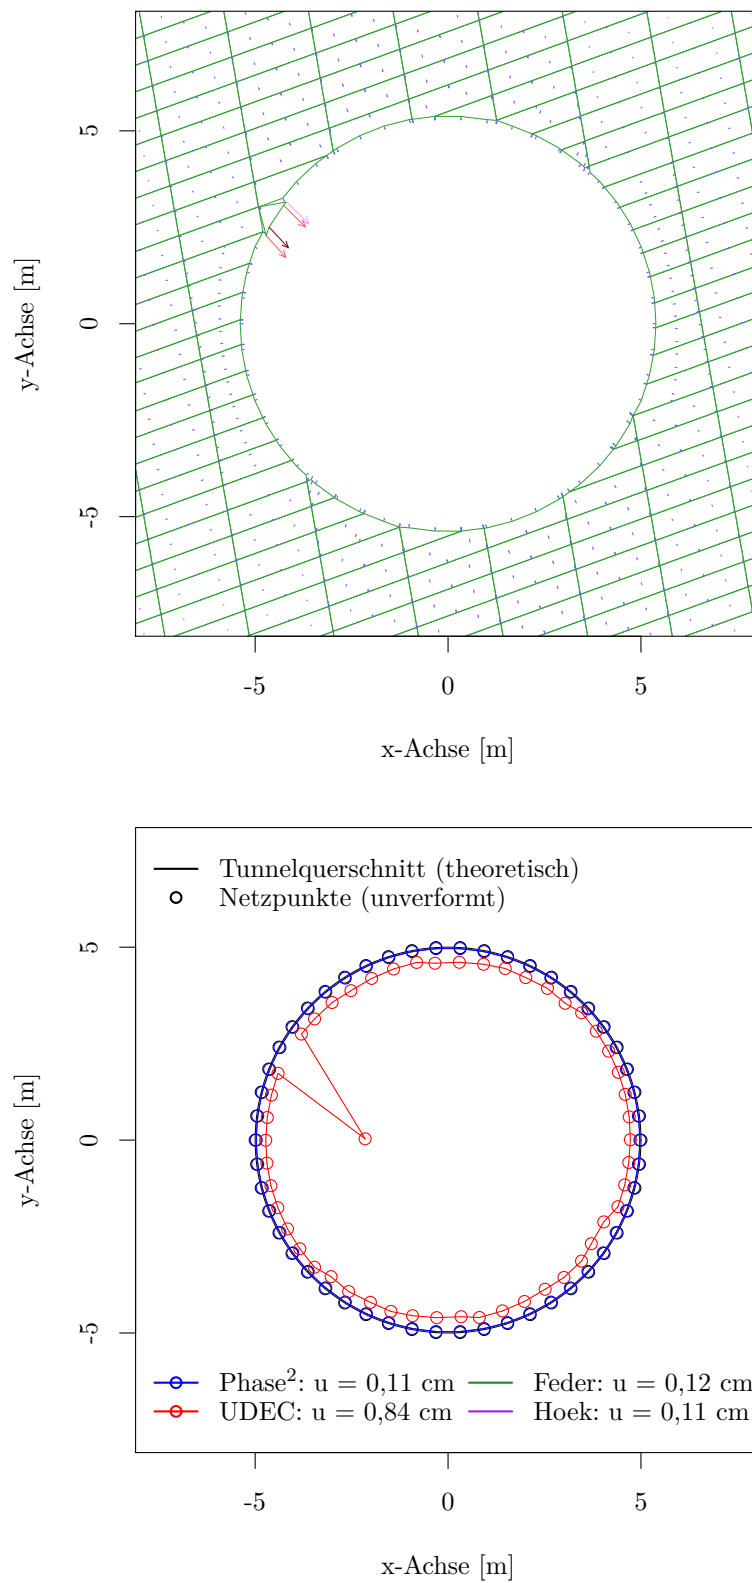 5
0
-5
y-Achse [m]
-5 0 5
x-Achse [m]
Tunnelquerschnitt (theoretisch)
Netzpunkte (unverformt)
5
0
-5
y-Achse [m]
Phase²: u = 0,11 cm Feder: u = 0,12 cm
UDEC: u = 0,84 cm Hoek: u = 0,11 cm
-5 0 5
x-Achse [m]